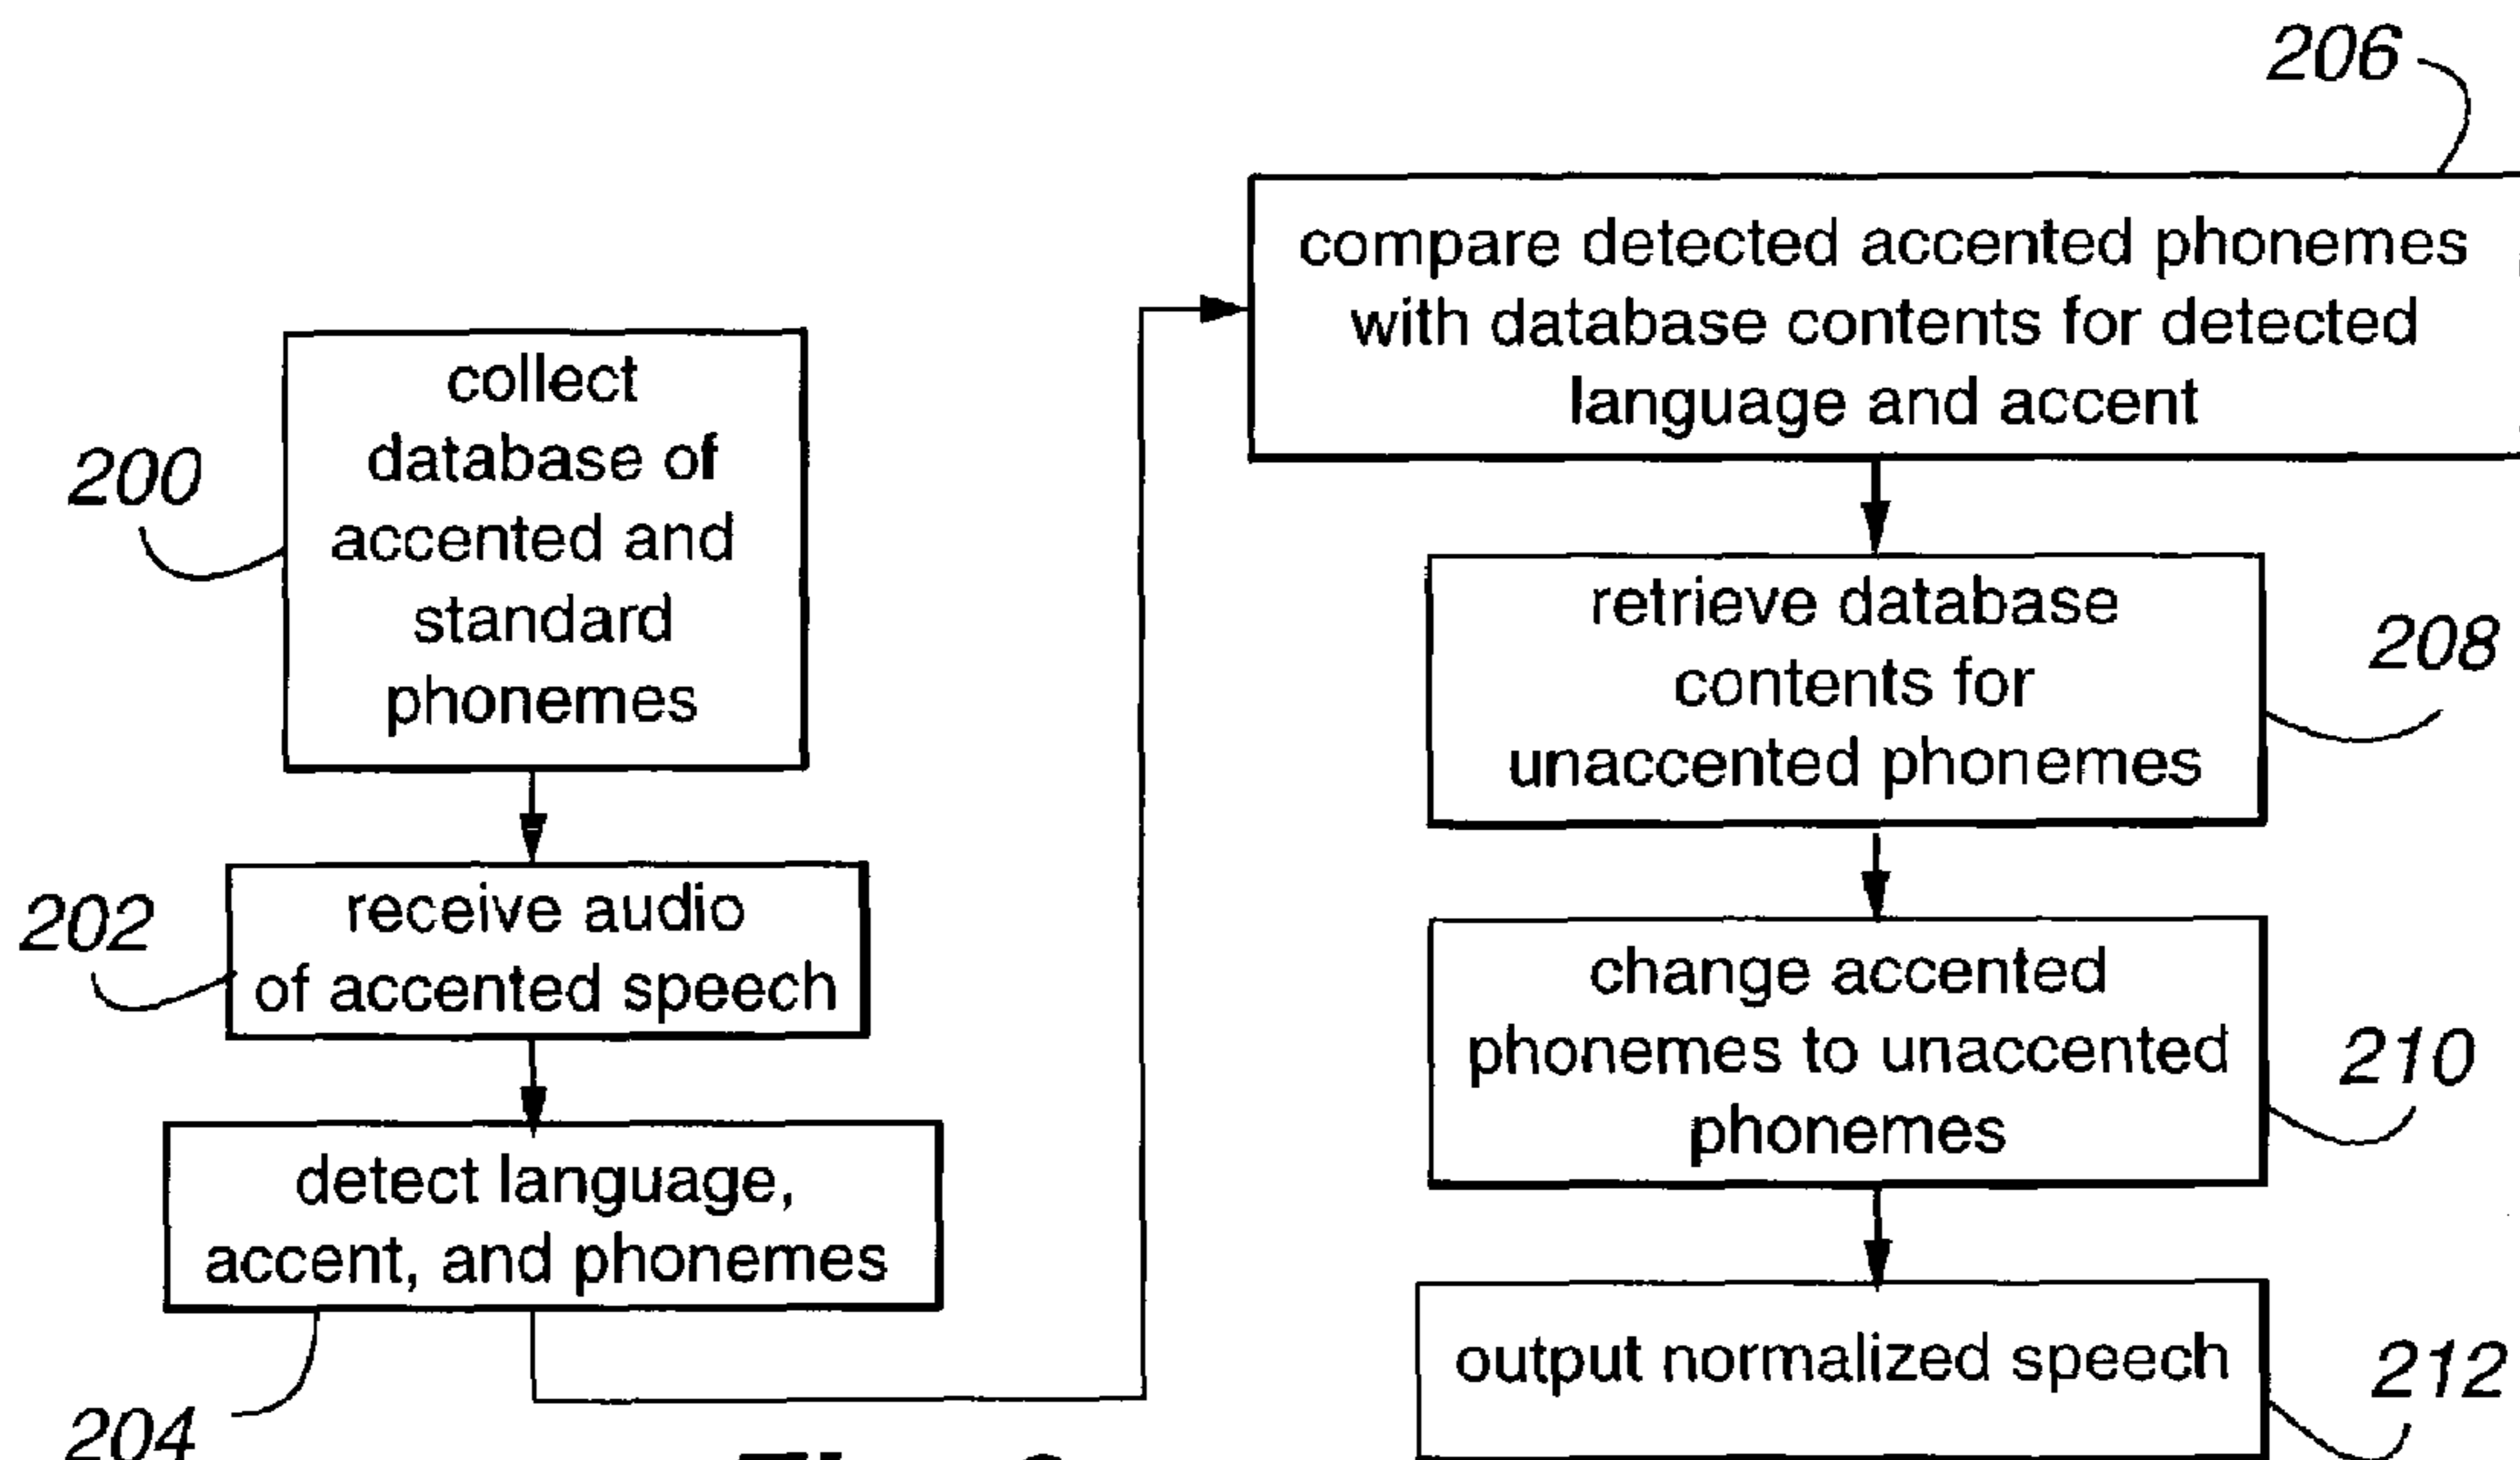 200
collect
database of
accented and
standard
phonemes
202
receive audio
of accented speech
204
detect language,
accent, and phonemes
206
compare detected accented phonemes
with database contents for detected
language and accent
208
retrieve database
contents for
unaccented phonemes
210
change accented
phonemes to unaccented
phonemes
212
output normalized speech